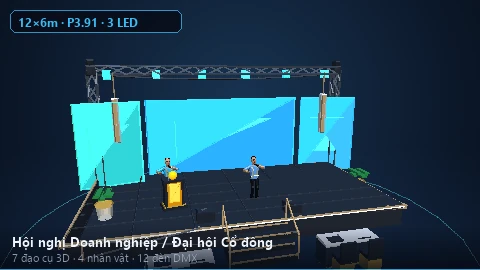 12×6m · P3.91 · 3 LED
Hội nghị Doanh nghiệp / Đại hội Cổ đông
7 đạo cụ 3D · 4 nhân vật · 12 đèn DMX